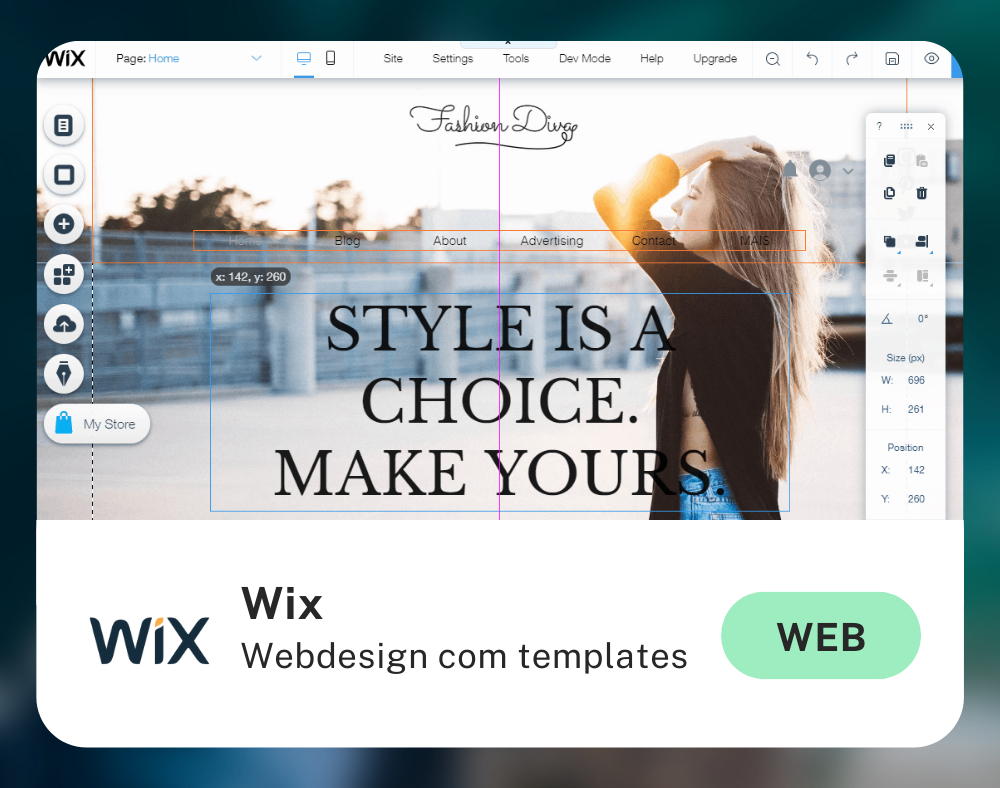 WiX
Page: Home
Site
Settings
Tools
Dev Mode
Help
Upgrade
Fashion Diva
?
Home
Blog
About
Advertising
Contact
MAIS
x: 142, y: 260
STYLE IS A
CHOICE.
MAKE YOURS.
My Store
0°
Size (px)
W: 696
H: 261
Position
X: 142
Y: 260
WiX
Wix
Webdesign com templates
WEB